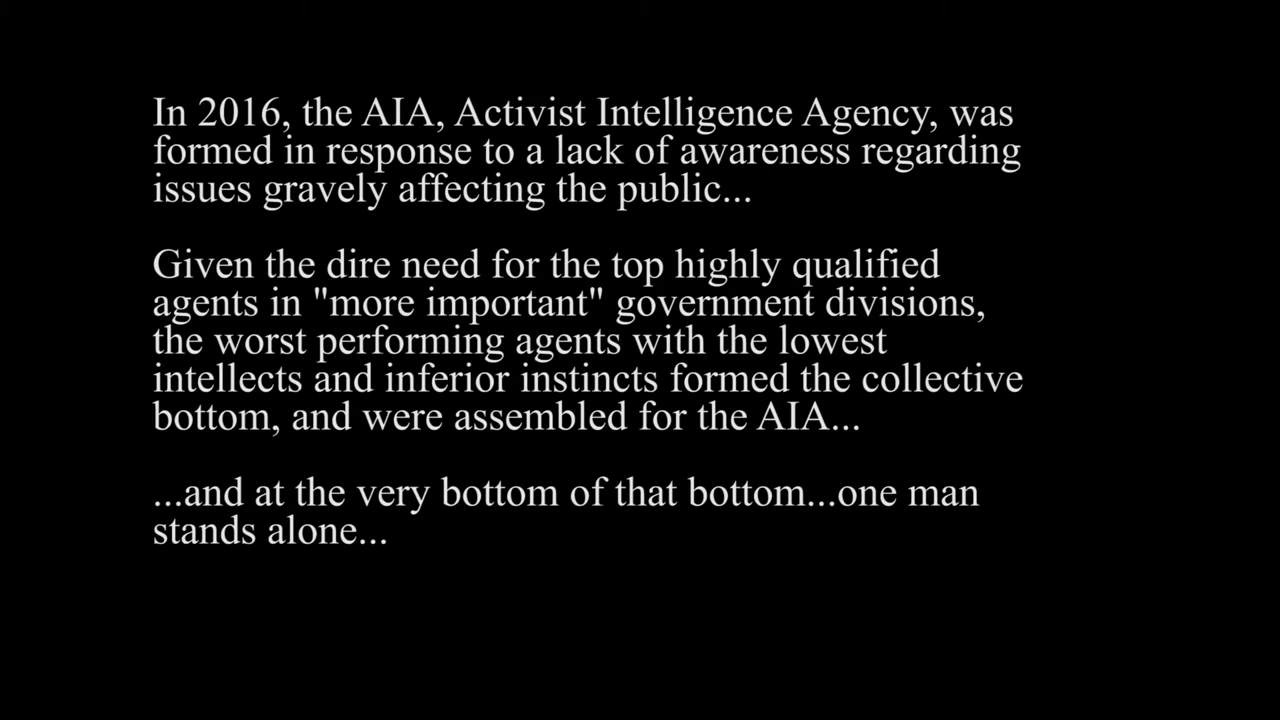 In 2016, the AIA, Activist Intelligence Agency, was
formed in response to a lack of awareness regarding
issues gravely affecting the public...
Given the dire need for the top highly qualified
agents in "more important" government divisions,
the worst performing agents with the lowest
intellects and inferior instincts formed the collective
bottom, and were assembled for the AIA...
...and at the very bottom of that bottom...one man
stands alone...